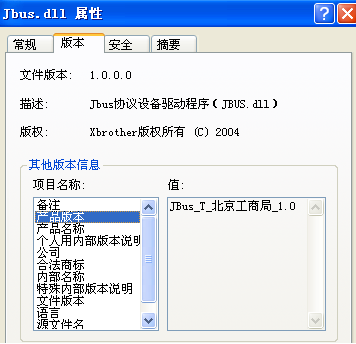 Jbus.dll 属性
常规 版本 安全 摘要
文件版本: 1.0.0.0
描述: Jbus协议设备驱动程序(JBUS.dll)
版权: Xbrother版权所有 (C) 2004
其他版本信息
项目名称: 值:
备注
产品版本
产品名称
个人用内部版本说明
公司
合法商标
内部名称
特殊内部版本说明
文件版本
语言
源文件名
JBus_T_北京工商局_1.0